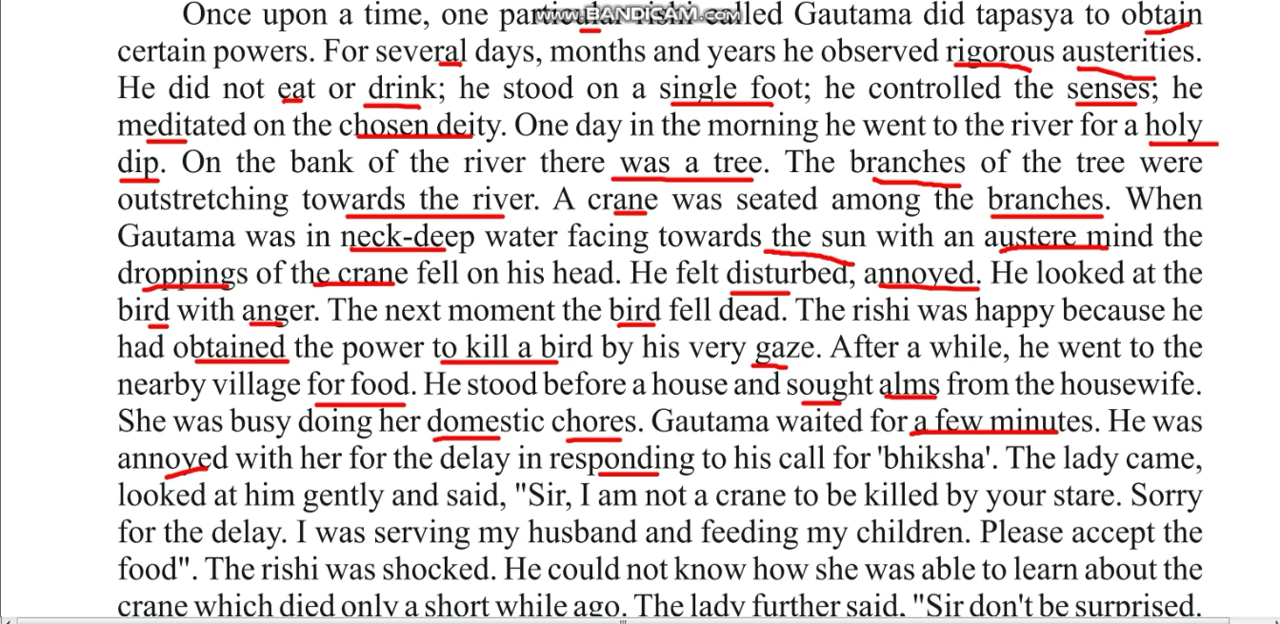 Once upon a time, one particular rishi called Gautama did tapasya to obtain
www.BANDICAM.com
certain powers. For several days, months and years he observed rigorous austerities.
He did not eat or drink; he stood on a single foot; he controlled the senses; he
meditated on the chosen deity. One day in the morning he went to the river for a holy
dip. On the bank of the river there was a tree. The branches of the tree were
outstretching towards the river. A crane was seated among the branches. When
Gautama was in neck-deep water facing towards the sun with an austere mind the
droppings of the crane fell on his head. He felt disturbed, annoyed. He looked at the
bird with anger. The next moment the bird fell dead. The rishi was happy because he
had obtained the power to kill a bird by his very gaze. After a while, he went to the
nearby village for food. He stood before a house and sought alms from the housewife.
She was busy doing her domestic chores. Gautama waited for a few minutes. He was
annoyed with her for the delay in responding to his call for 'bhiksha'. The lady came,
looked at him gently and said, "Sir, I am not a crane to be killed by your stare. Sorry
for the delay. I was serving my husband and feeding my children. Please accept the
food". The rishi was shocked. He could not know how she was able to learn about the
crane which died only a short while ago. The lady further said, "Sir don't be surprised.